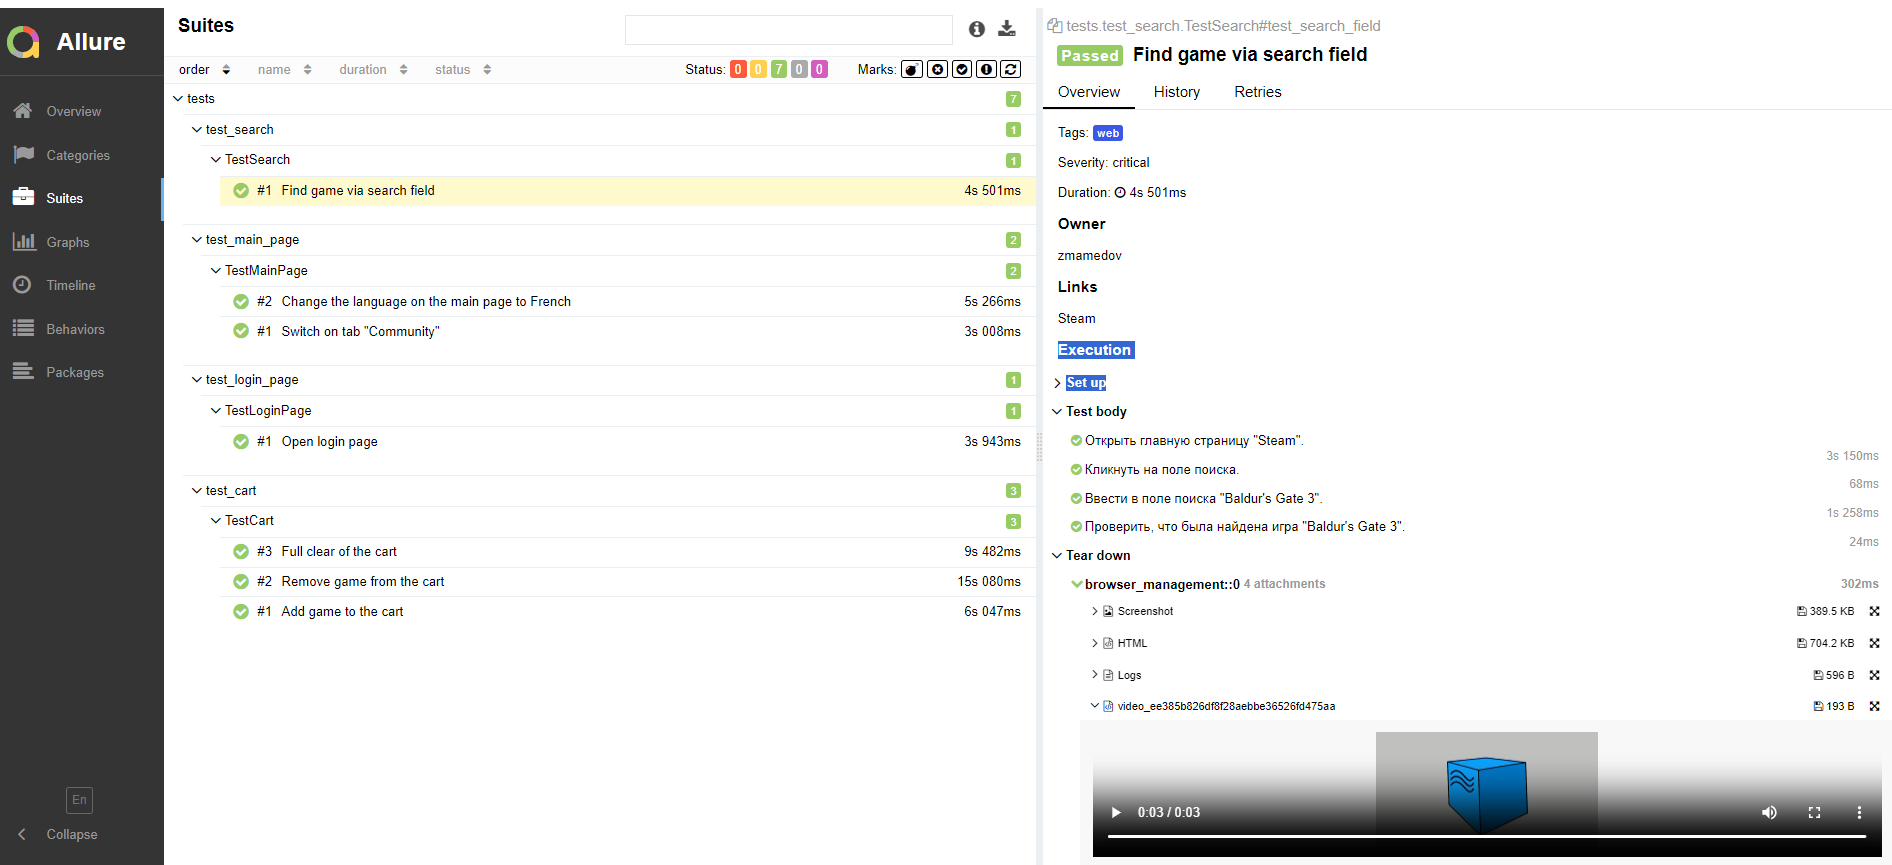 Allure
Overview
Categories
Suites
Graphs
Timeline
Behaviors
Packages
En
Collapse
Suites
order name duration status Status: 0 0 7 0 0 Marks:
tests 7
test_search 1
TestSearch 1
#1 Find game via search field 4s 501ms
test_main_page 2
TestMainPage 2
#2 Change the language on the main page to French 5s 266ms
#1 Switch on tab "Community" 3s 008ms
test_login_page 1
TestLoginPage 1
#1 Open login page 3s 943ms
test_cart 3
TestCart 3
#3 Full clear of the cart 9s 482ms
#2 Remove game from the cart 15s 080ms
#1 Add game to the cart 6s 047ms
tests.test_search.TestSearch#test_search_field
Passed Find game via search field
Overview History Retries
Tags: web
Severity: critical
Duration: 4s 501ms
Owner
zmamedov
Links
Steam
Execution
Set up
Test body
Открыть главную страницу "Steam".
3s 150ms
Кликнуть на поле поиска.
68ms
Ввести в поле поиска "Baldur's Gate 3".
1s 258ms
Проверить, что была найдена игра "Baldur's Gate 3".
24ms
Tear down
browser_management::0 4 attachments 302ms
Screenshot 389.5 KB
HTML 704.2 KB
Logs 596 B
video_ee385b826df8f28aebbe36526fd475aa 193 B
0:03 / 0:03